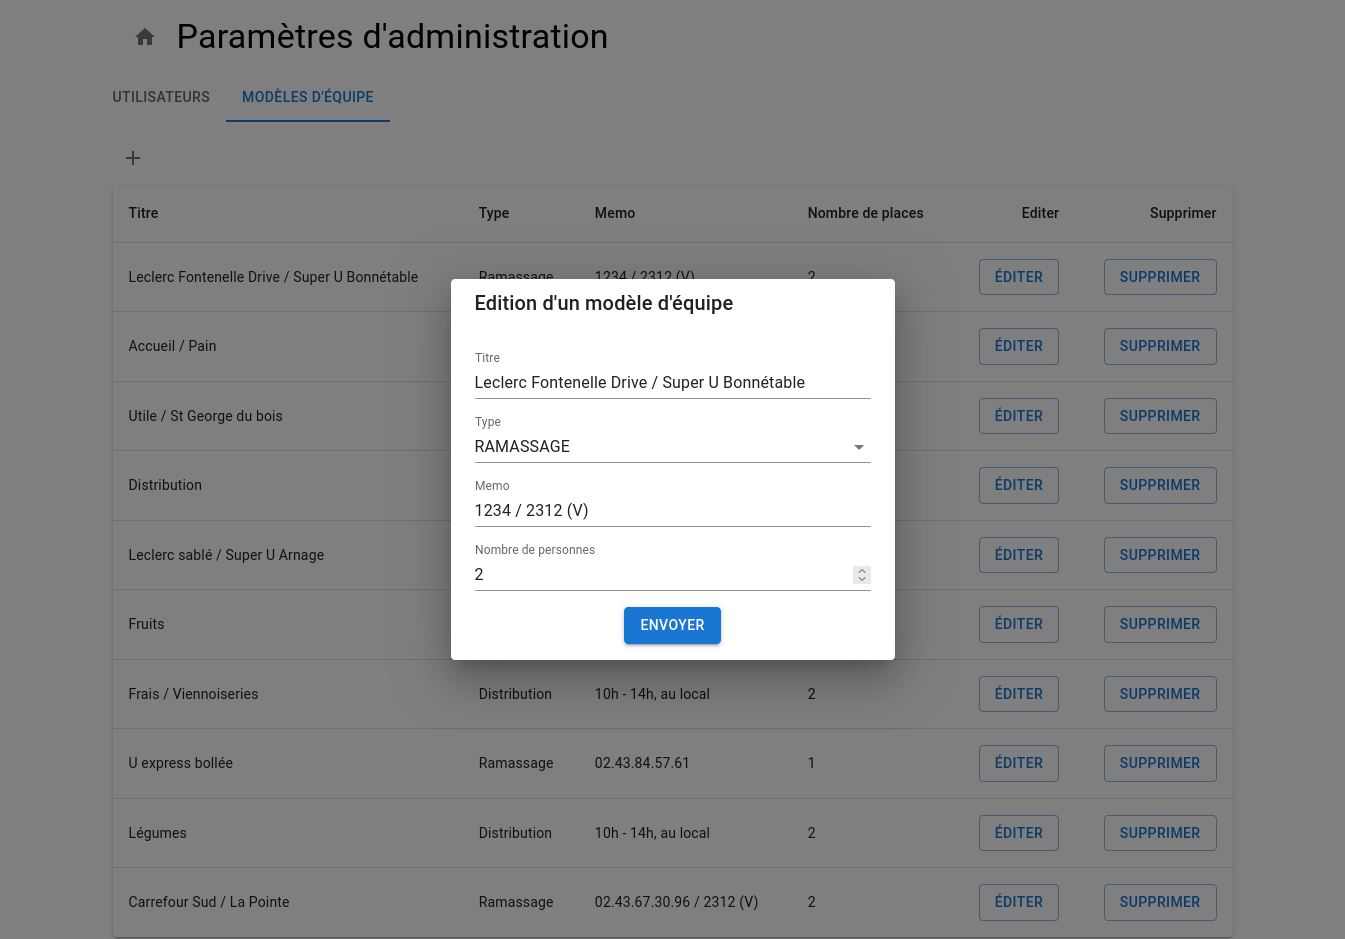 Paramètres d'administration
UTILISATEURS MODÈLES D'ÉQUIPE
Titre Type Memo Nombre de places Editer Supprimer
Leclerc Fontenelle Drive / Super U Bonnétable Ramassage 1234 / 2312 (V) 2 ÉDITER SUPPRIMER
Accueil / Pain ÉDITER SUPPRIMER
Utile / St George du bois ÉDITER SUPPRIMER
Distribution ÉDITER SUPPRIMER
Leclerc sablé / Super U Arnage ÉDITER SUPPRIMER
Fruits ÉDITER SUPPRIMER
Frais / Viennoiseries Distribution 10h - 14h, au local 2 ÉDITER SUPPRIMER
U express bollée Ramassage 02.43.84.57.61 1 ÉDITER SUPPRIMER
Légumes Distribution 10h - 14h, au local 2 ÉDITER SUPPRIMER
Carrefour Sud / La Pointe Ramassage 02.43.67.30.96 / 2312 (V) 2 ÉDITER SUPPRIMER
Edition d'un modèle d'équipe
Titre
Leclerc Fontenelle Drive / Super U Bonnétable
Type
RAMASSAGE
Memo
1234 / 2312 (V)
Nombre de personnes
2
ENVOYER